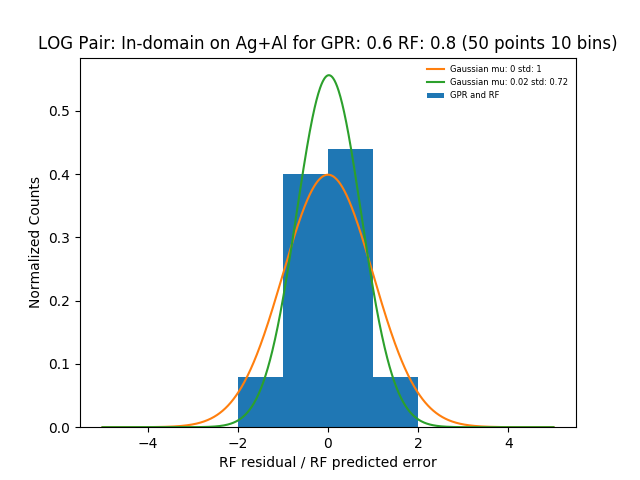 LOG Pair: In-domain on Ag+Al for GPR: 0.6 RF: 0.8 (50 points 10 bins)
Gaussian mu: 0 std: 1
Gaussian mu: 0.02 std: 0.72
GPR and RF
Normalized Counts
0.5
0.4
0.3
0.2
0.1
0.0
−4
−2
0
2
4
RF residual / RF predicted error